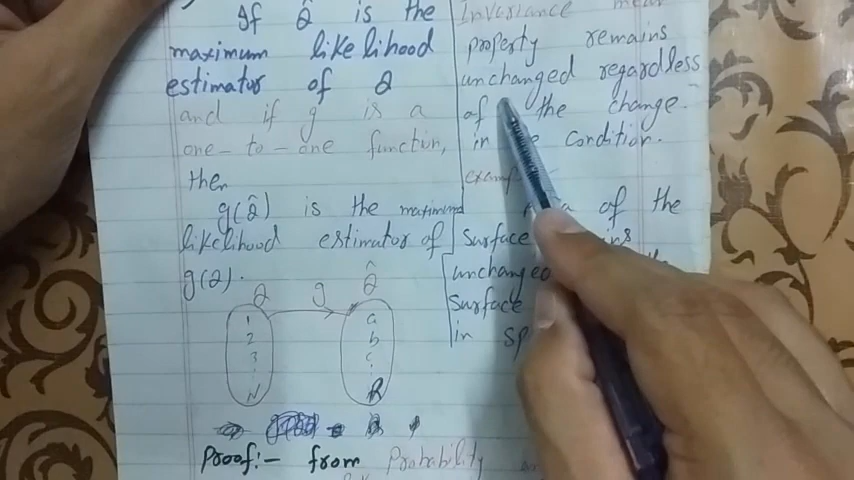 If θ̂ is the
maximum likelihood
estimator of θ
and if g is a
one-to-one function,
then
g(θ̂) is the maximum
likelihood estimator of
g(θ).
θ g θ̂
1 a
2 b
3 c
: :
N R
Proof:- from Probability
Invariance
property remains
unchanged regardless
of the change
in condition.
of the
surface
unchanged
surface
in